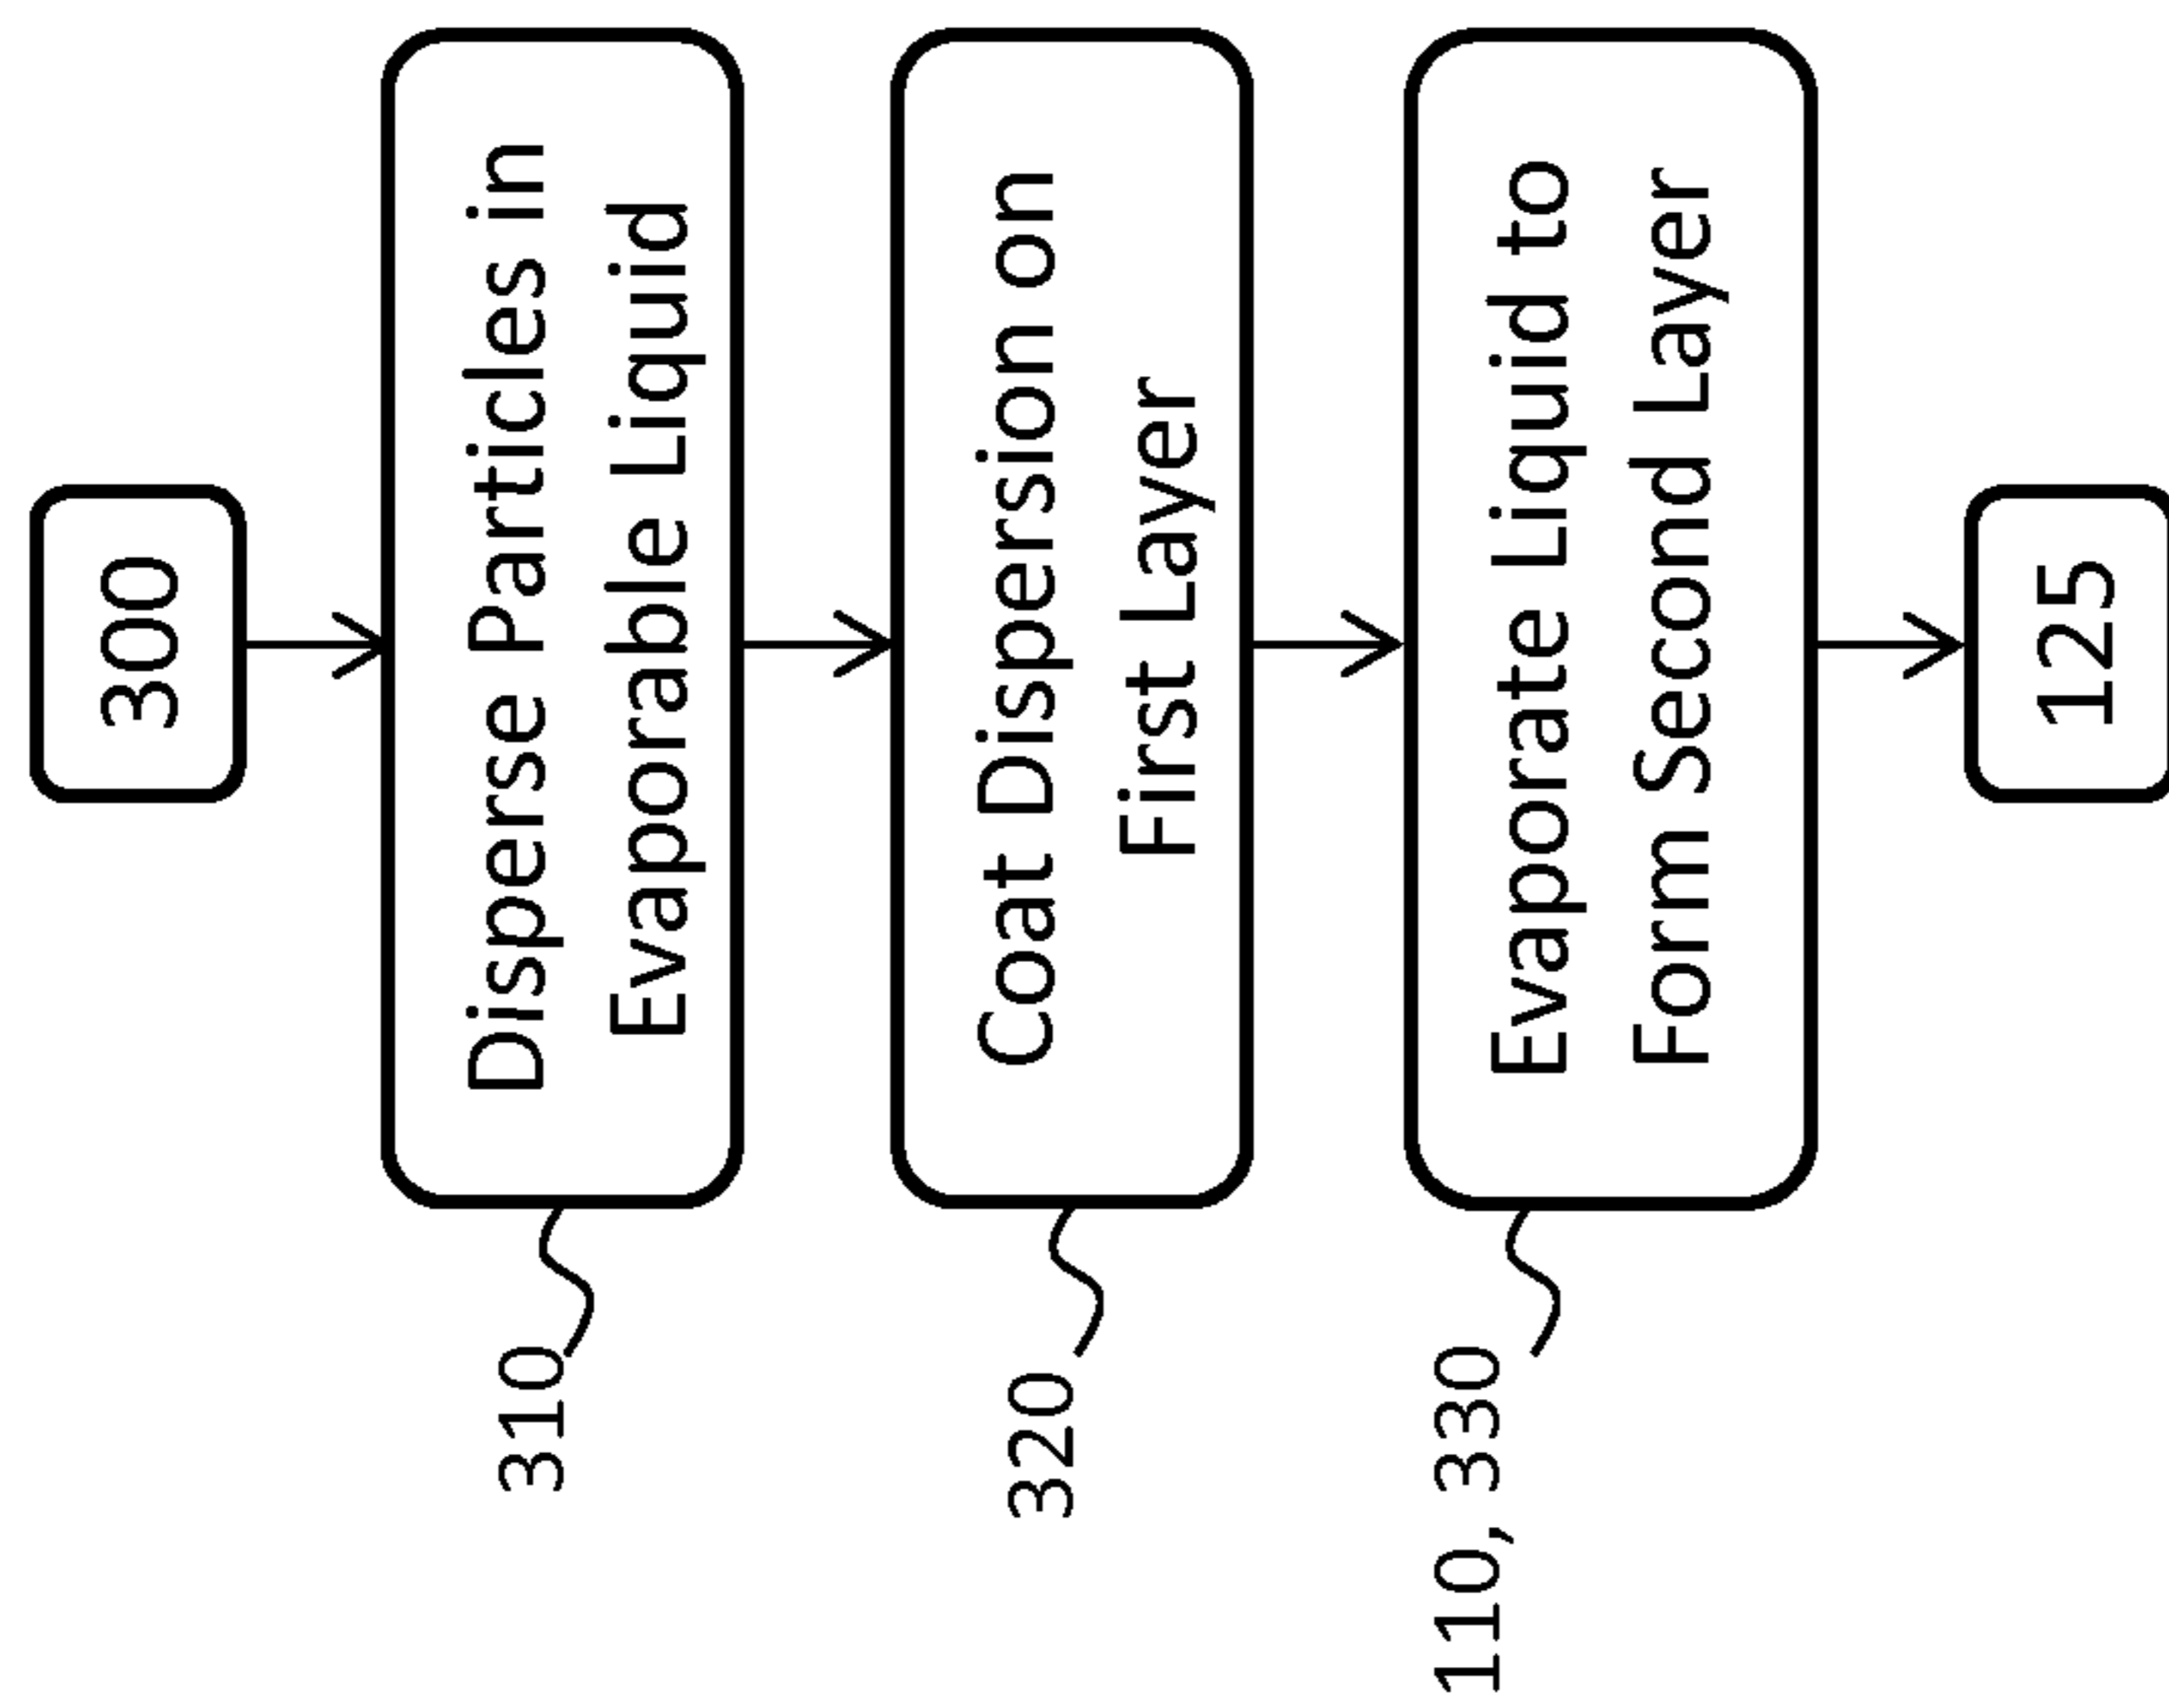 300
Disperse Particles in
Evaporable Liquid
310
Coat Dispersion on
First Layer
320
Evaporate Liquid to
Form Second Layer
110, 330
125